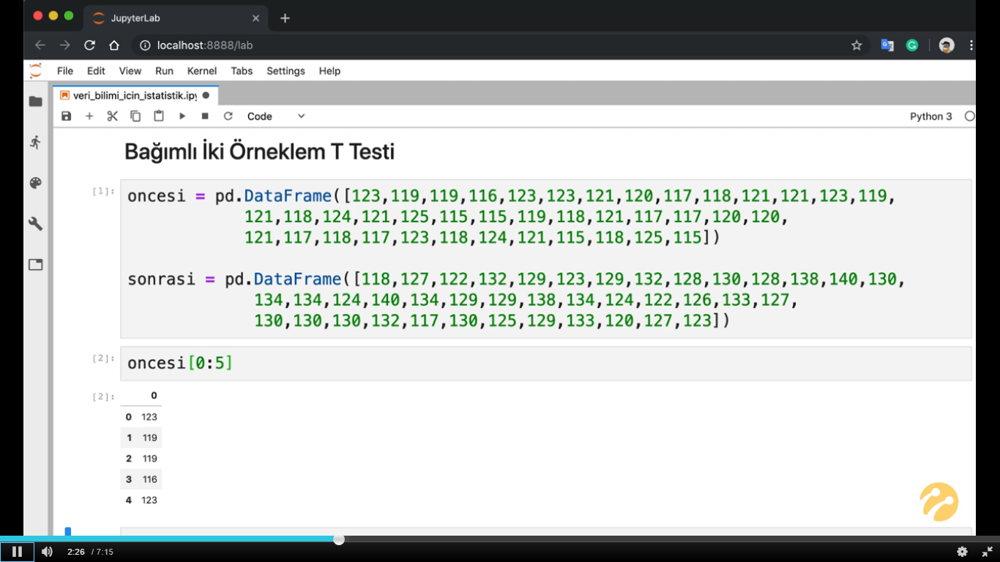 JupyterLab
localhost:8888/lab
File Edit View Run Kernel Tabs Settings Help
veri_bilimi_icin_istatistik.ipy
Code
Python 3
Bağımlı İki Örneklem T Testi
[1]: oncesi = pd.DataFrame([123,119,119,116,123,123,121,120,117,118,121,121,123,119,
121,118,124,121,125,115,115,119,118,121,117,117,120,120,
121,117,118,117,123,118,124,121,115,118,125,115])
sonrasi = pd.DataFrame([118,127,122,132,129,123,129,132,128,130,128,138,140,130,
134,134,124,140,134,129,129,138,134,124,122,126,133,127,
130,130,130,132,117,130,125,129,133,120,127,123])
[2]: oncesi[0:5]
[2]: 0
0 123
1 119
2 119
3 116
4 123
2:26 / 7:15